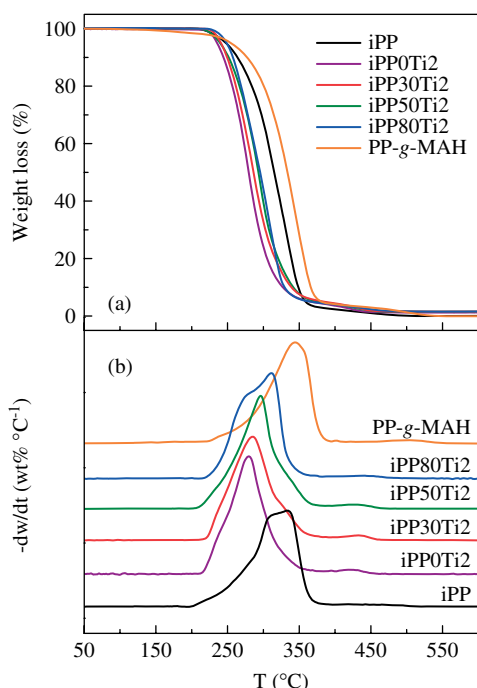 100
80
60
40
20
0
Weight loss (%)
iPP
iPP0Ti2
iPP30Ti2
iPP50Ti2
iPP80Ti2
PP-g-MAH
(a)
(b)
-dw/dt (wt% °C⁻¹)
PP-g-MAH
iPP80Ti2
iPP50Ti2
iPP30Ti2
iPP0Ti2
iPP
50 150 250 350 450 550
T (°C)